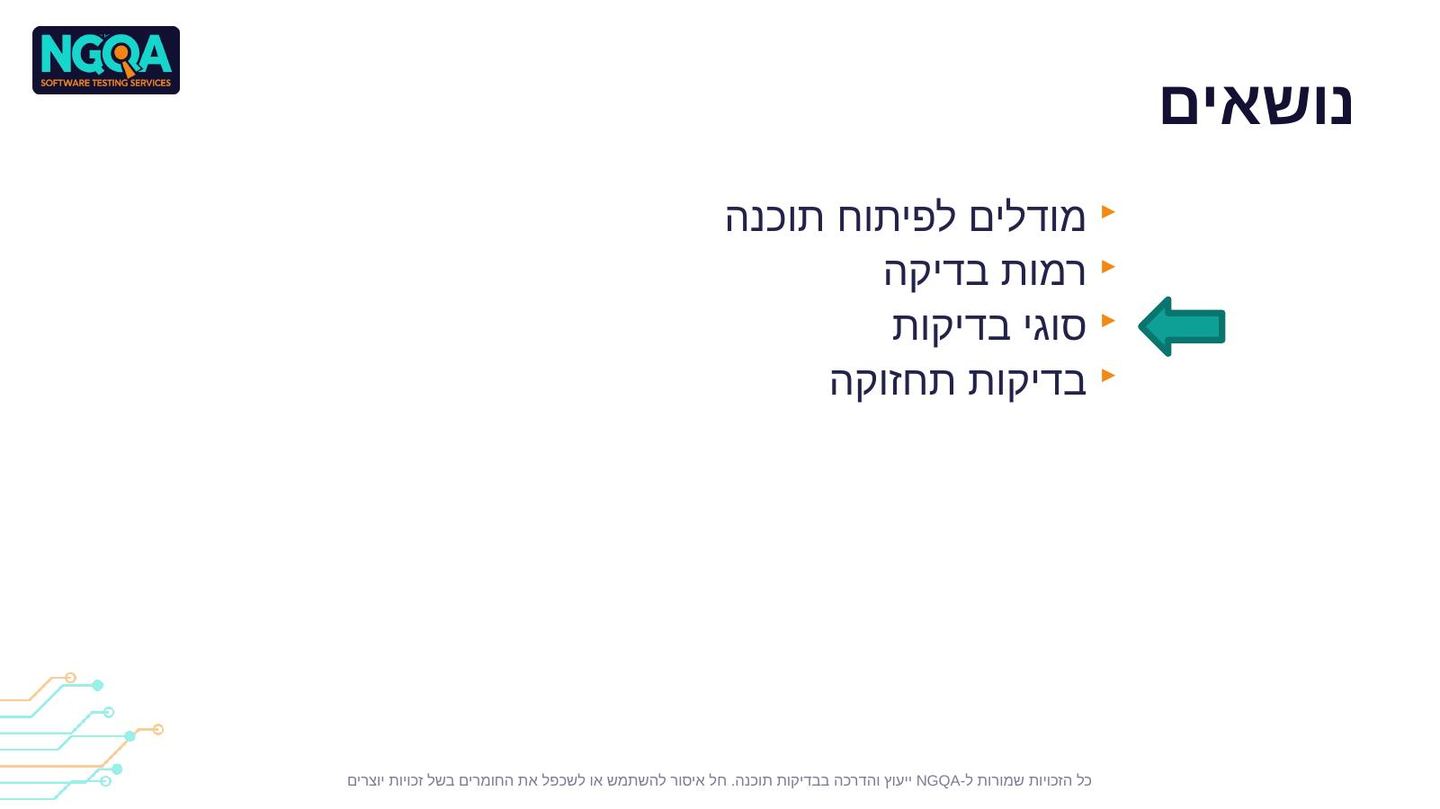 NGQA
SOFTWARE TESTING SERVICES
נושאים
מודלים לפיתוח תוכנה
רמות בדיקה
סוגי בדיקות
בדיקות תחזוקה
כל הזכויות שמורות ל-NGQA ייעוץ והדרכה בבדיקות תוכנה. חל איסור להשתמש או לשכפל את החומרים בשל זכויות יוצרים